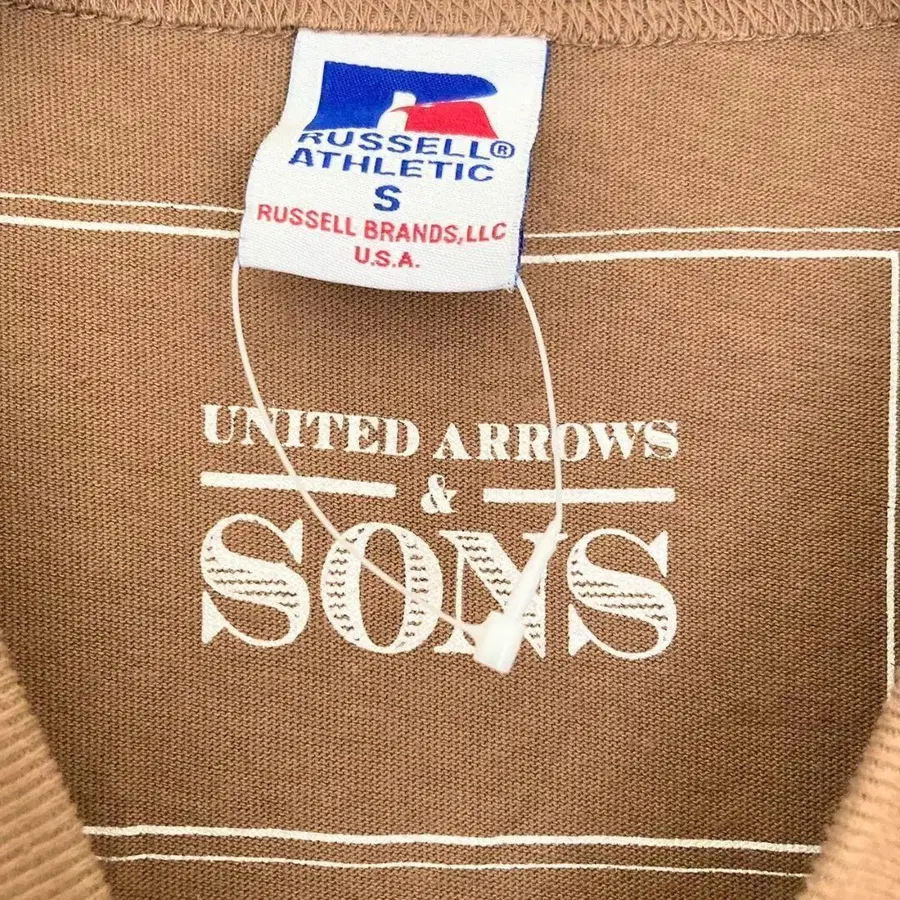 RUSSELL®
ATHLETIC
S
RUSSELL BRANDS,LLC
U.S.A.
UNITED ARROWS
&
SONS